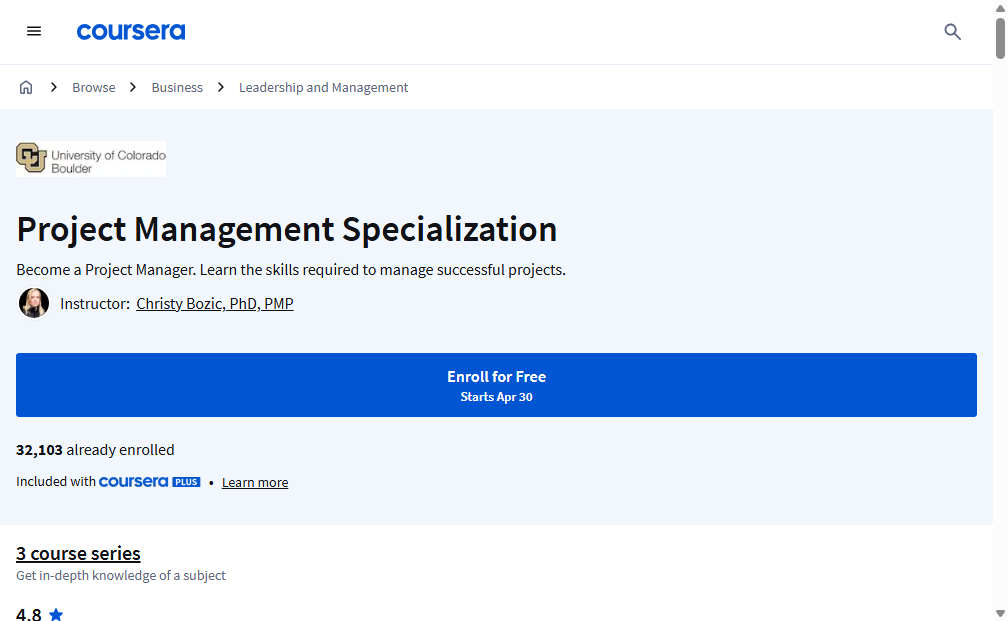 coursera
Browse
Business
Leadership and Management
University of Colorado
Boulder
Project Management Specialization
Become a Project Manager. Learn the skills required to manage successful projects.
Instructor: Christy Bozic, PhD, PMP
Enroll for Free
Starts Apr 30
32,103 already enrolled
Included with coursera PLUS • Learn more
3 course series
Get in-depth knowledge of a subject
4.8